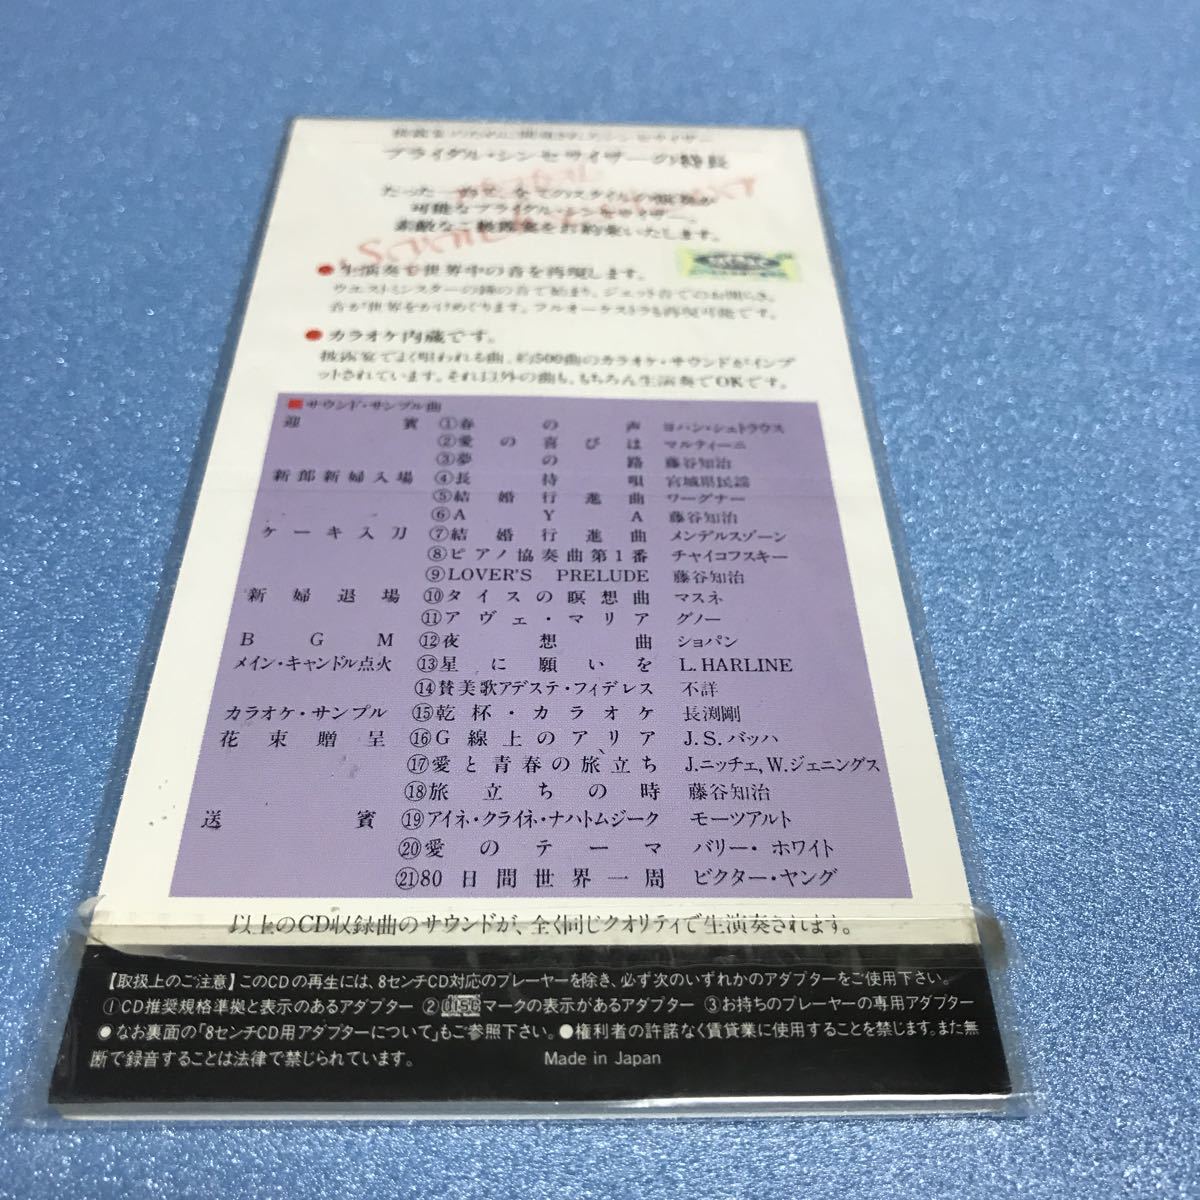 披露宴のために開発されたシンセサイザー
ブライダル・シンセサイザーの特長
可能なブライダル・シンセサイザー。
素敵なご披露宴をお約束いたします。
●生演奏で世界中の音を再現します。
ウエストミンスターの鐘の音で始まり、ジェット音でのお開らき。
音が世界をかけめぐります。フルオーケストラも再現可能です。
●カラオケ内蔵です。
披露宴でよく唄われる曲、約500曲のカラオケ・サウンドがインプ
ットされています。それ以外の曲も、もちろん生演奏でOKです。
■サウンド・サンプル曲
迎賓 ①春の声 ヨハン・シュトラウス
②愛の喜びは マルティーニ
③夢の路 藤谷知治
新郎新婦入場 ④長持唄 宮城県民謡
⑤結婚行進曲 ワーグナー
⑥AYA 藤谷知治
ケーキ入刀 ⑦結婚行進曲 メンデルスゾーン
⑧ピアノ協奏曲第1番 チャイコフスキー
⑨LOVER'S PRELUDE 藤谷知治
新婦退場 ⑩タイスの瞑想曲 マスネ
⑪アヴェ・マリア グノー
BGM ⑫夜想曲 ショパン
メイン・キャンドル点火 ⑬星に願いを L.HARLINE
⑭賛美歌アデステ・フィデレス 不詳
カラオケ・サンプル ⑮乾杯・カラオケ 長渕剛
花束贈呈 ⑯G線上のアリア J.S.バッハ
⑰愛と青春の旅立ち J.ニッチェ,W.ジェニングス
⑱旅立ちの時 藤谷知治
送賓 ⑲アイネ・クライネ・ナハトムジーク モーツアルト
⑳愛のテーマ バリー・ホワイト
㉑80日間世界一周 ビクター・ヤング
以上のCD収録曲のサウンドが、全く同じクオリティで生演奏されます。
【取扱上のご注意】このCDの再生には、8センチCD対応のプレーヤーを除き、必ず次のいずれかのアダプターをご使用下さい。
①CD推奨規格準拠と表示のあるアダプター ②disc マークの表示があるアダプター ③お持ちのプレーヤーの専用アダプター
●なお裏面の「8センチCD用アダプターについて」もご参照下さい。●権利者の許諾なく賃貸業に使用することを禁じます。また無
断で録音することは法律で禁じられています。 Made in Japan